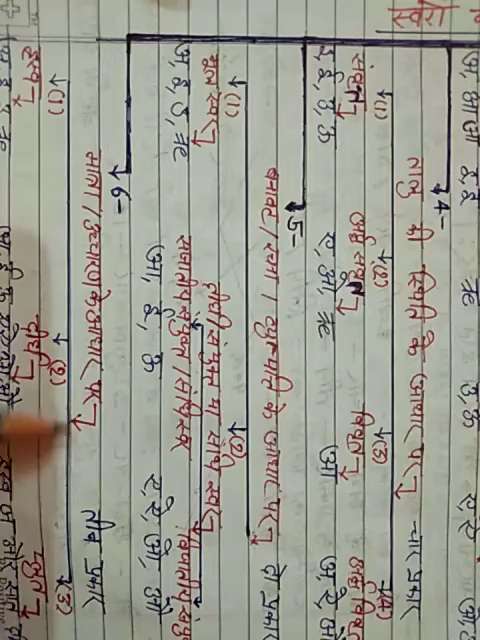 स्वरों
अ, आ, ओ इ, ई ऋ उ, ऊ ए, ऐ
4- तालु की स्थिति के आधार पर चार प्रकार
(1) (2) (3) (4)
संवृत अर्द्ध संवृत विवृत अर्द्ध विवृत
इ, ई, उ, ऊ ए, ओ, ऋ आ अ, ऐ, औ
5- बनावट / रचना / व्युत्पत्ति के आधार पर दो प्रकार
(1) (2)
मूल स्वर दीर्घ संयुक्त या संधि स्वर
सजातीय संयुक्त / संधि स्वर विजातीय संयुक्त
अ, इ, उ, ऋ (आ, ई, ऊ ए, ऐ, ओ, औ
6- मात्रा / उच्चारण के आधार पर तीन प्रकार
(1) (2) (3)
ह्रस्व दीर्घ प्लुत
अ इ उ ऋ